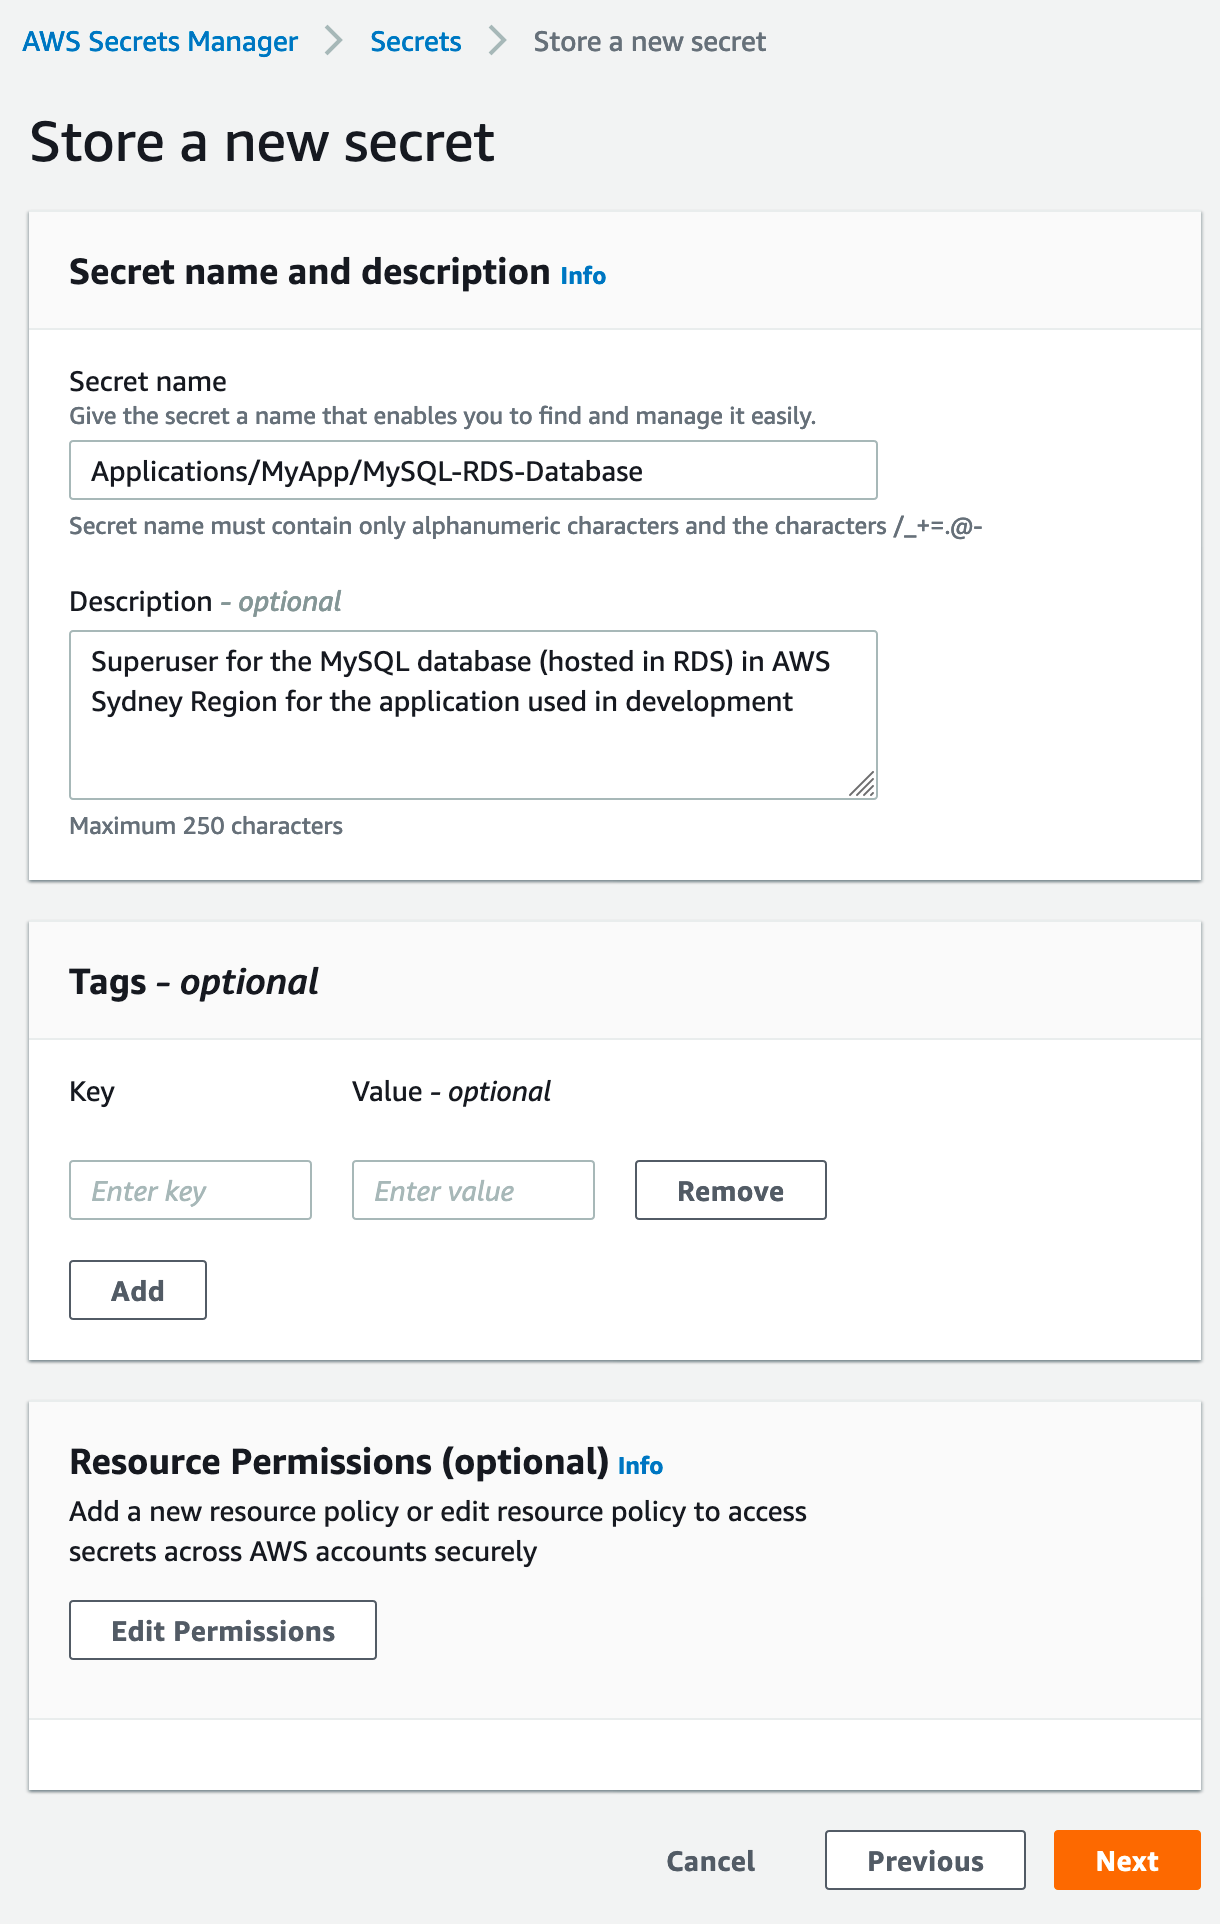 AWS Secrets Manager > Secrets > Store a new secret
Store a new secret
Secret name and description Info
Secret name
Give the secret a name that enables you to find and manage it easily.
Applications/MyApp/MySQL-RDS-Database
Secret name must contain only alphanumeric characters and the characters /_+=.@-
Description - optional
Superuser for the MySQL database (hosted in RDS) in AWS
Sydney Region for the application used in development
Maximum 250 characters
Tags - optional
Key Value - optional
Enter key Enter value Remove
Add
Resource Permissions (optional) Info
Add a new resource policy or edit resource policy to access
secrets across AWS accounts securely
Edit Permissions
Cancel Previous Next